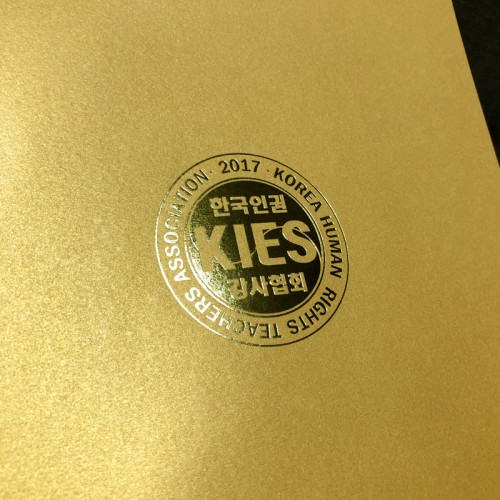 2017 · KOREA HUMAN RIGHTS TEACHERS ASSOCIATION ·
한국인권
KIES
강사협회